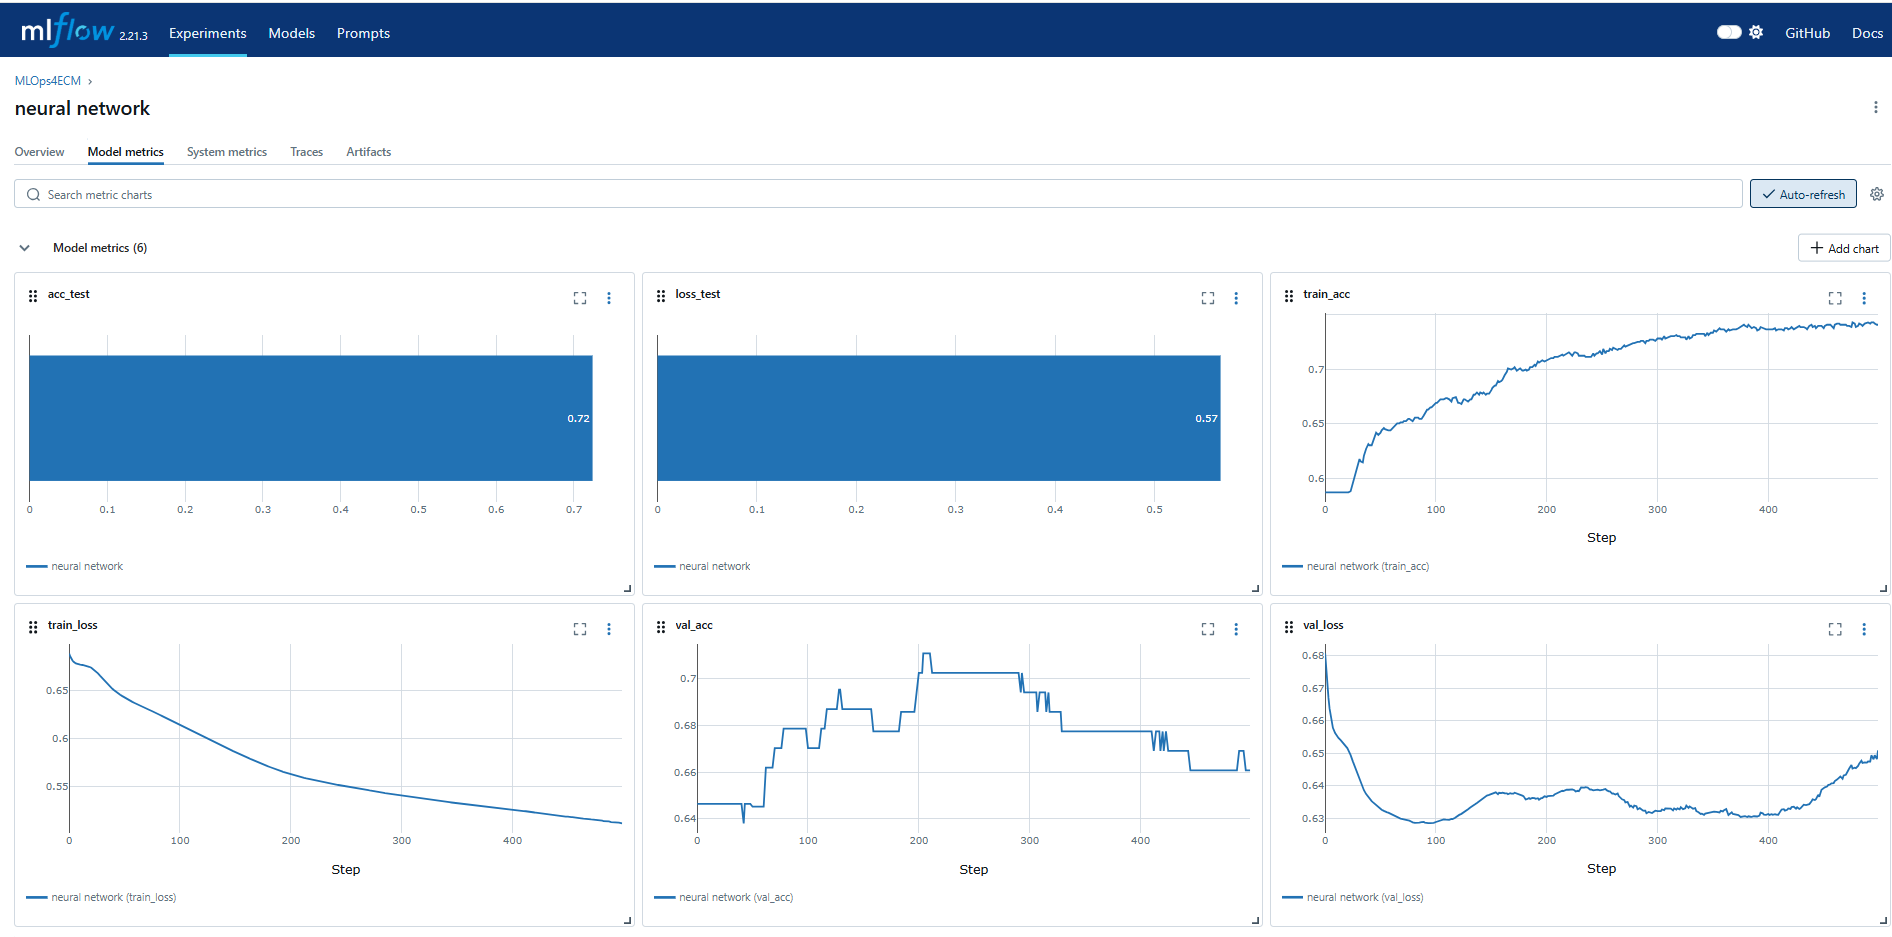 mlflow 2.21.3 Experiments Models Prompts GitHub Docs
MLOps4ECM ›
neural network
Overview Model metrics System metrics Traces Artifacts
Search metric charts Auto-refresh
Model metrics (6) Add chart
acc_test
0.72
0 0.1 0.2 0.3 0.4 0.5 0.6 0.7
neural network
loss_test
0.57
0 0.1 0.2 0.3 0.4 0.5
neural network
train_acc
0.7
0.65
0.6
0 100 200 300 400
Step
neural network (train_acc)
train_loss
0.65
0.6
0.55
0 100 200 300 400
Step
neural network (train_loss)
val_acc
0.7
0.68
0.66
0.64
0 100 200 300 400
Step
neural network (val_acc)
val_loss
0.68
0.67
0.66
0.65
0.64
0.63
0 100 200 300 400
Step
neural network (val_loss)